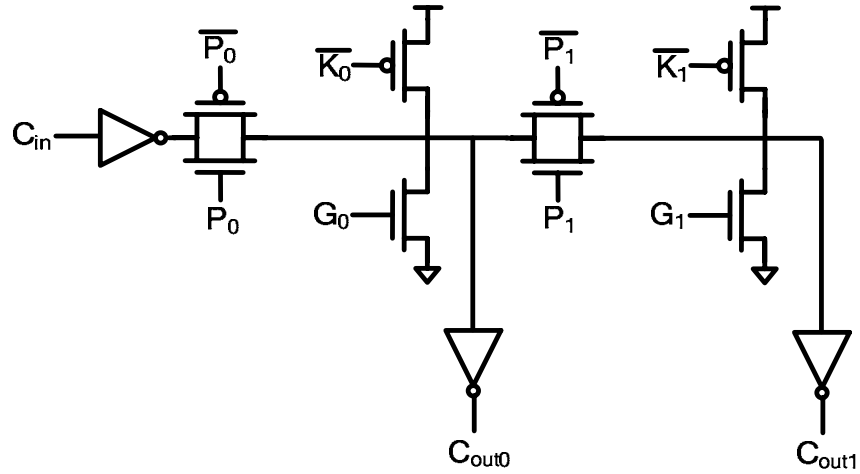 P̅₀
K̅₀
P̅₁
K̅₁
Cᵢₙ
P₀
G₀
P₁
G₁
Cₒᵤₜ₀
Cₒᵤₜ₁